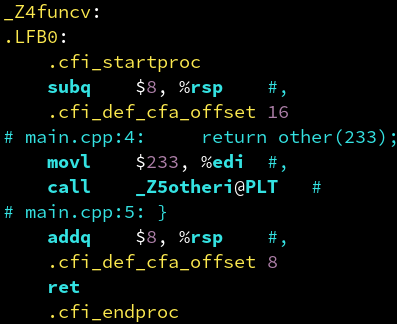 _Z4funcv:
.LFB0:
    .cfi_startproc
    subq    $8, %rsp    #,
    .cfi_def_cfa_offset 16
# main.cpp:4:     return other(233);
    movl    $233, %edi  #,
    call    _Z5otheri@PLT   #
# main.cpp:5: }
    addq    $8, %rsp    #,
    .cfi_def_cfa_offset 8
    ret
    .cfi_endproc